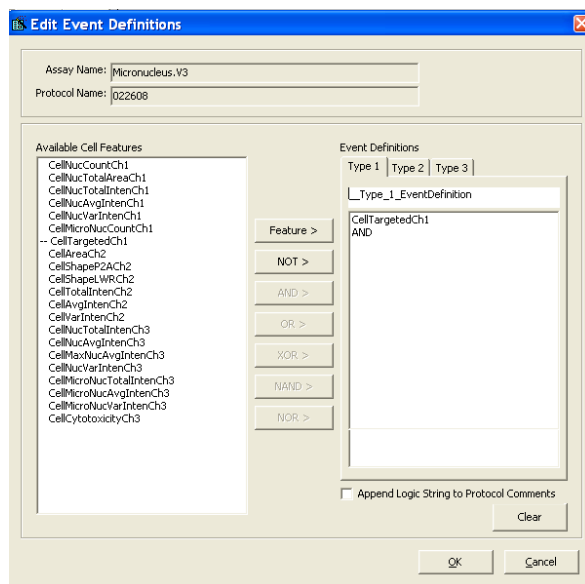 Edit Event Definitions
Assay Name: Micronucleus.V3
Protocol Name: 022608
Available Cell Features
CellNucCountCh1
CellNucTotalAreaCh1
CellNucTotalIntenCh1
CellNucAvgIntenCh1
CellNucVarIntenCh1
CellMicroNucCountCh1
-- CellTargetedCh1
CellAreaCh2
CellShapeP2ACh2
CellShapeLWRCh2
CellTotalIntenCh2
CellAvgIntenCh2
CellVarIntenCh2
CellNucTotalIntenCh3
CellNucAvgIntenCh3
CellMaxNucAvgIntenCh3
CellNucVarIntenCh3
CellMicroNucTotalIntenCh3
CellMicroNucAvgIntenCh3
CellMicroNucVarIntenCh3
CellCytotoxicityCh3
Feature >
NOT >
AND >
OR >
XOR >
NAND >
NOR >
Event Definitions
Type 1 Type 2 Type 3
__Type_1_EventDefinition
CellTargetedCh1
AND
Append Logic String to Protocol Comments
Clear
OK Cancel